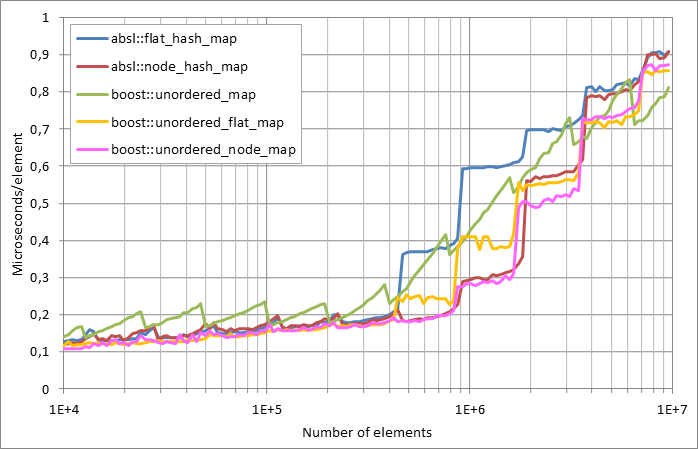 1
0,9
0,8
0,7
0,6
0,5
0,4
0,3
0,2
0,1
0
Microseconds/element
absl::flat_hash_map
absl::node_hash_map
boost::unordered_map
boost::unordered_flat_map
boost::unordered_node_map
1E+4 1E+5 1E+6 1E+7
Number of elements